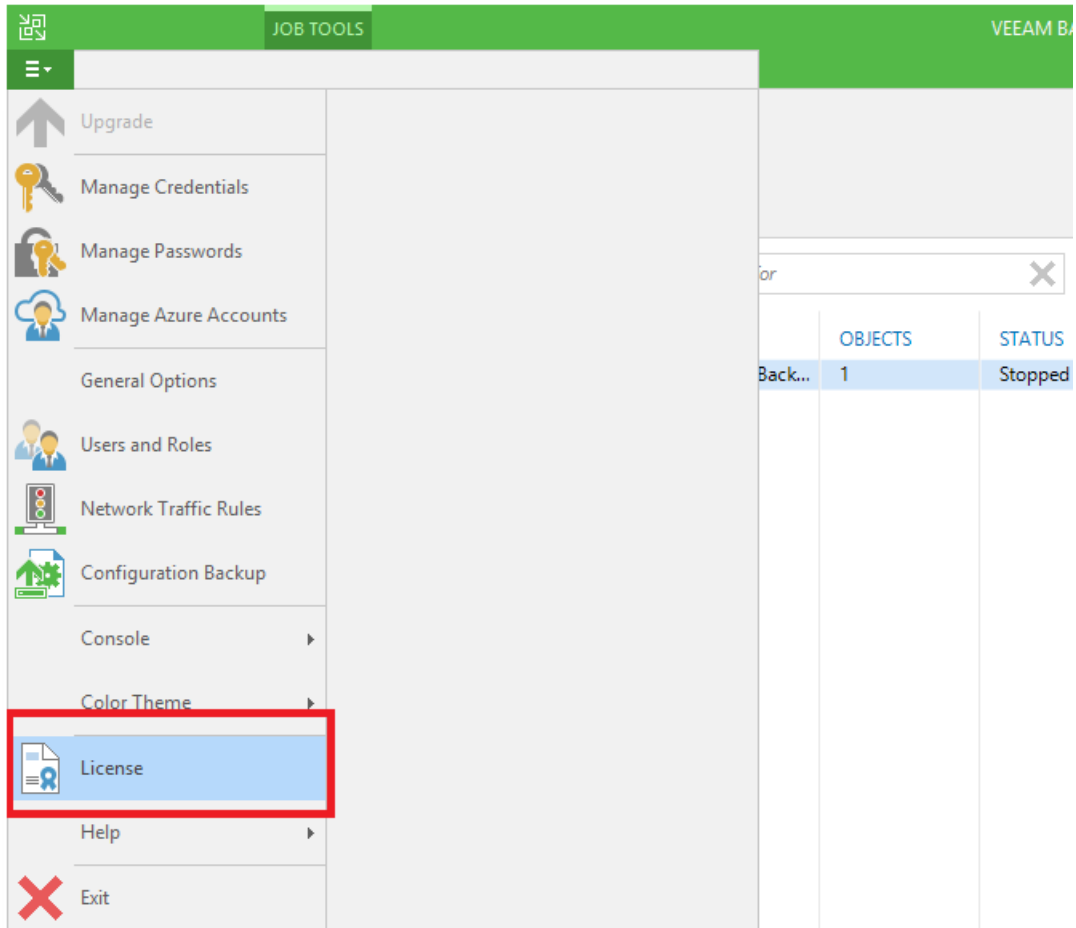 JOB TOOLS
VEEAM BA
Upgrade
Manage Credentials
Manage Passwords
Manage Azure Accounts
General Options
Users and Roles
Network Traffic Rules
Configuration Backup
Console
Color Theme
License
Help
Exit
for
OBJECTS STATUS
Back... 1 Stopped